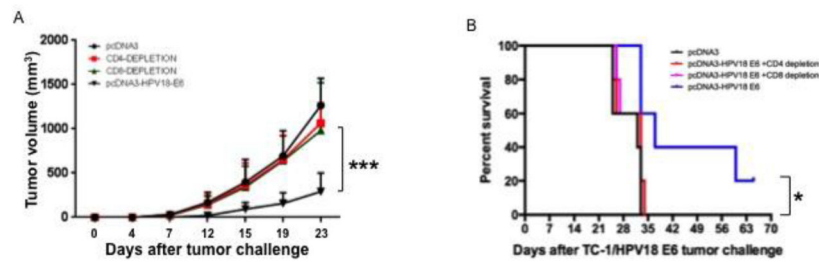 A
pcDNA3
CD4-DEPLETION
CD8-DEPLETION
pcDNA3-HPV18-E6
Tumor volume (mm³)
2000
1500
1000
500
0
***
0 4 7 12 15 19 23
Days after tumor challenge
B
pcDNA3
pcDNA3-HPV18 E6 +CD4 depletion
pcDNA3-HPV18 E6 +CD8 depletion
pcDNA3-HPV18 E6
Percent survival
100
80
60
40
20
0
*
0 7 14 21 28 35 42 49 56 63 70
Days after TC-1/HPV18 E6 tumor challenge